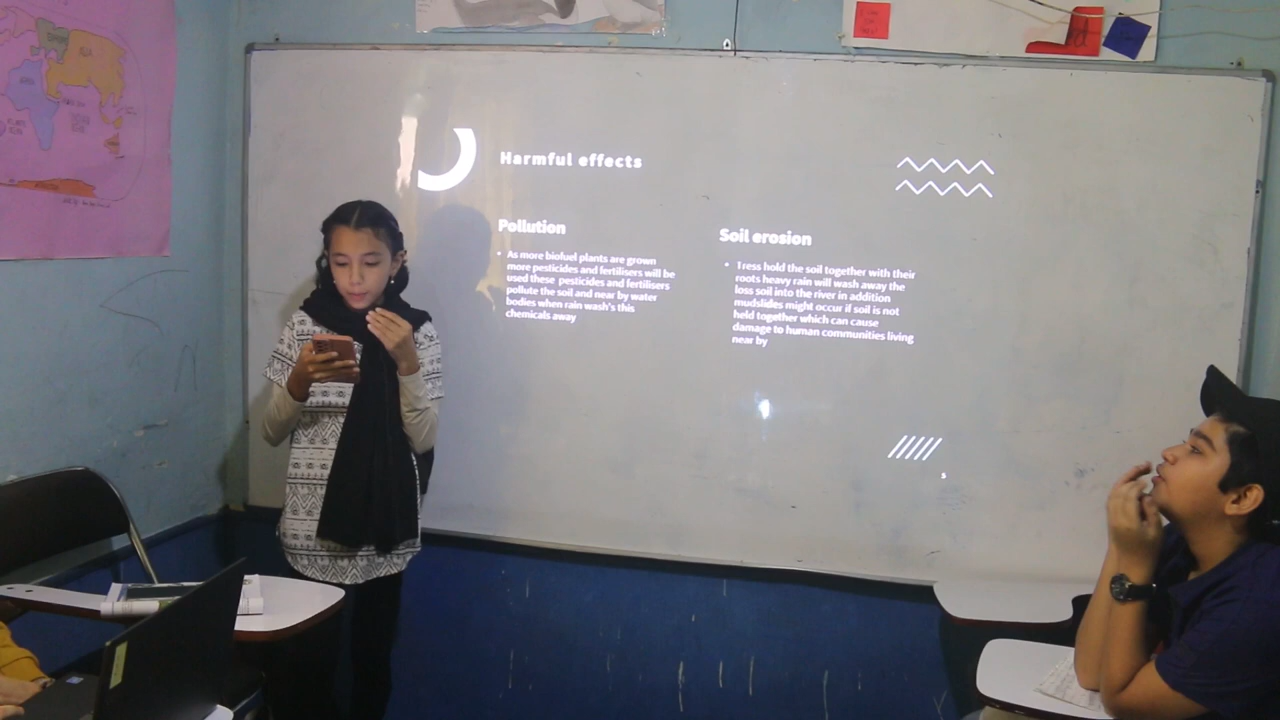 Harmful effects
Pollution
• As more biofuel plants are grown
more pesticides and fertilisers will be
used these pesticides and fertilisers
pollute the soil and near by water
bodies when rain wash's this
chemicals away
Soil erosion
• Tress hold the soil together with their
roots heavy rain will wash away the
loss soil into the river in addition
mudslides might occur if soil is not
held together which can cause
damage to human communities living
near by